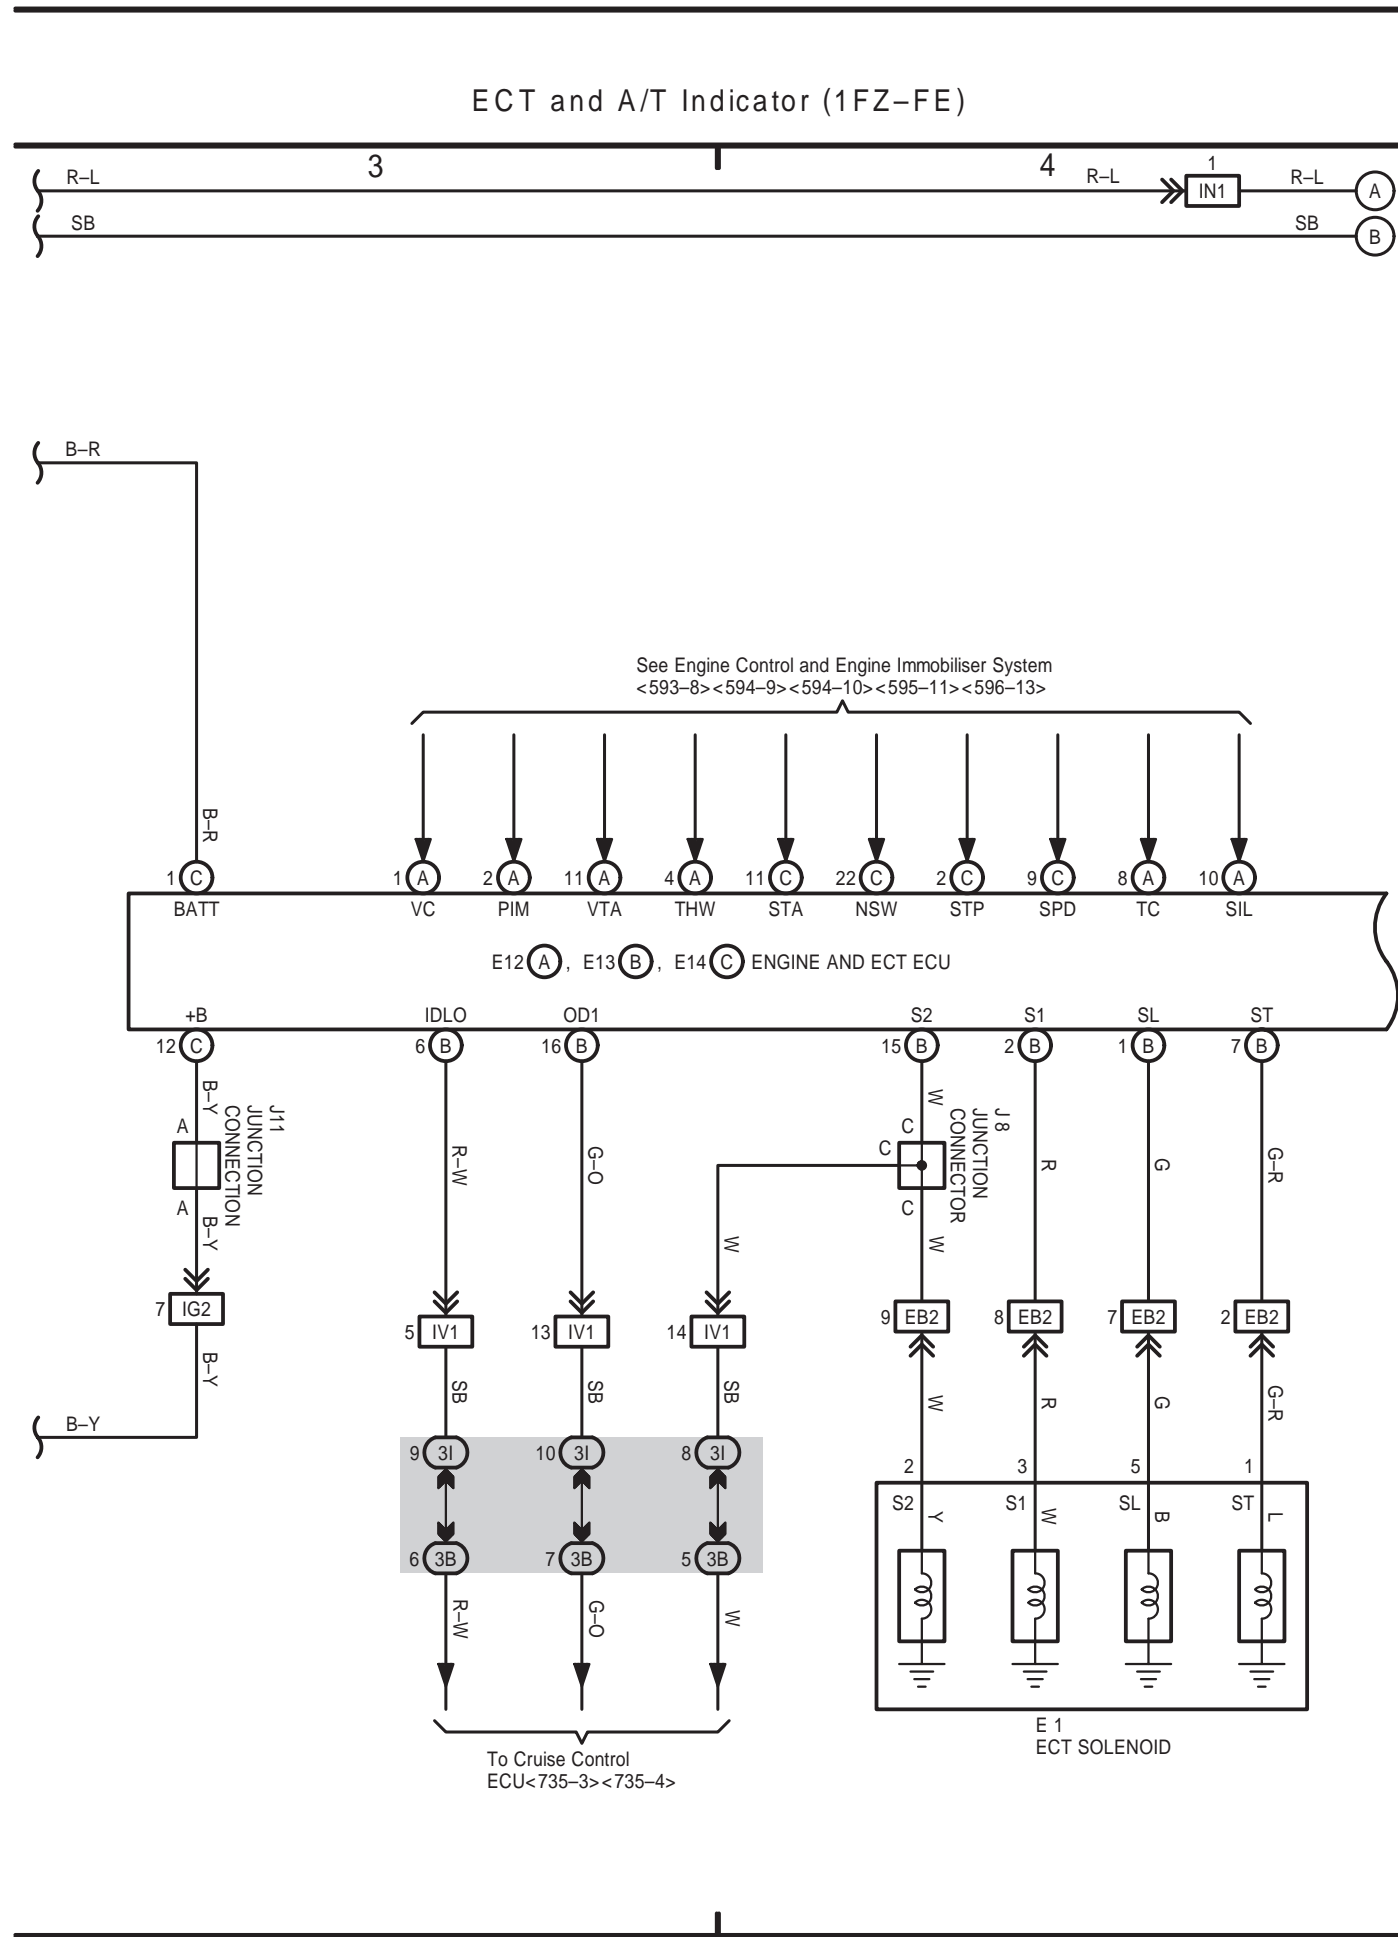 ECT and A/T Indicator (1FZ–FE)
3
4
R–L
R–L
1
IN1
R–L
A
SB
SB
B
B–R
B–R
See Engine Control and Engine Immobiliser System
<593–8><594–9><594–10><595–11><596–13>
1 C
1 A
2 A
11 A
4 A
11 C
22 C
2 C
9 C
8 A
10 A
BATT
VC
PIM
VTA
THW
STA
NSW
STP
SPD
TC
SIL
E12 A , E13 B , E14 C ENGINE AND ECT ECU
+B
IDLO
OD1
S2
S1
SL
ST
12 C
6 B
16 B
15 B
2 B
1 B
7 B
B–Y
A
A
J11
JUNCTION
CONNECTION
B–Y
7 IG2
B–Y
B–Y
R–W
G–O
W
W
C
C
C
J 8
JUNCTION
CONNECTOR
W
R
G
G–R
5 IV1
13 IV1
14 IV1
9 EB2
8 EB2
7 EB2
2 EB2
SB
SB
SB
W
R
G
G–R
9 3I
10 3I
8 3I
6 3B
7 3B
5 3B
R–W
G–O
W
2
3
5
1
S2
Y
S1
W
SL
B
ST
L
E 1
ECT SOLENOID
To Cruise Control
ECU<735–3><735–4>